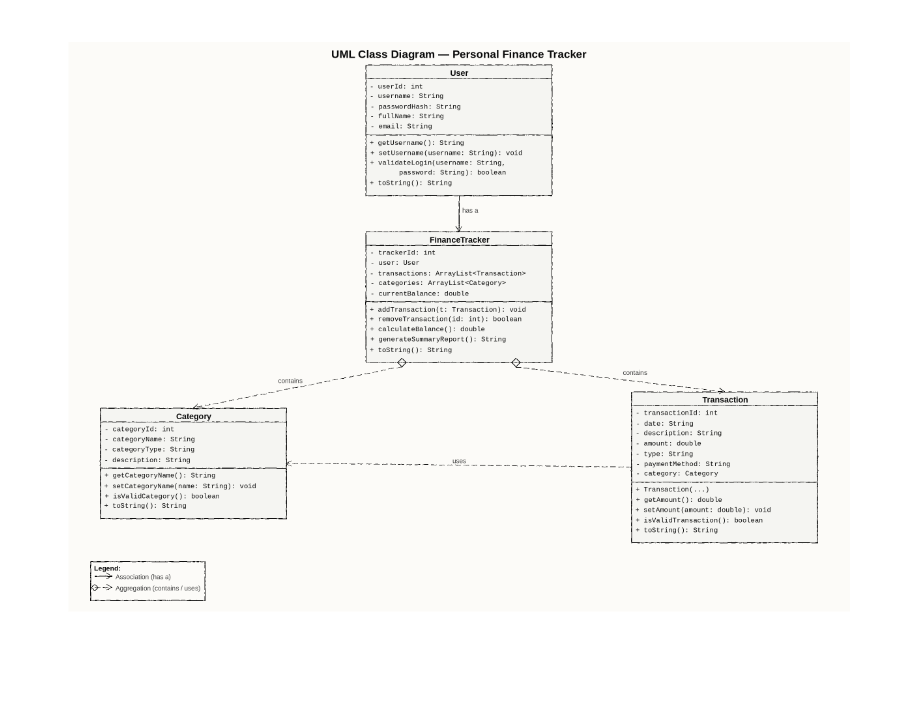 UML Class Diagram — Personal Finance Tracker
User
- userId: int
- username: String
- passwordHash: String
- fullName: String
- email: String
+ getUsername(): String
+ setUsername(username: String): void
+ validateLogin(username: String,
password: String): boolean
+ toString(): String
has a
FinanceTracker
- trackerId: int
- user: User
- transactions: ArrayList<Transaction>
- categories: ArrayList<Category>
- currentBalance: double
+ addTransaction(t: Transaction): void
+ removeTransaction(id: int): boolean
+ calculateBalance(): double
+ generateSummaryReport(): String
+ toString(): String
contains
contains
Category
- categoryId: int
- categoryName: String
- categoryType: String
- description: String
+ getCategoryName(): String
+ setCategoryName(name: String): void
+ isValidCategory(): boolean
+ toString(): String
uses
Transaction
- transactionId: int
- date: String
- description: String
- amount: double
- type: String
- paymentMethod: String
- category: Category
+ Transaction(...)
+ getAmount(): double
+ setAmount(amount: double): void
+ isValidTransaction(): boolean
+ toString(): String
Legend:
Association (has a)
Aggregation (contains / uses)